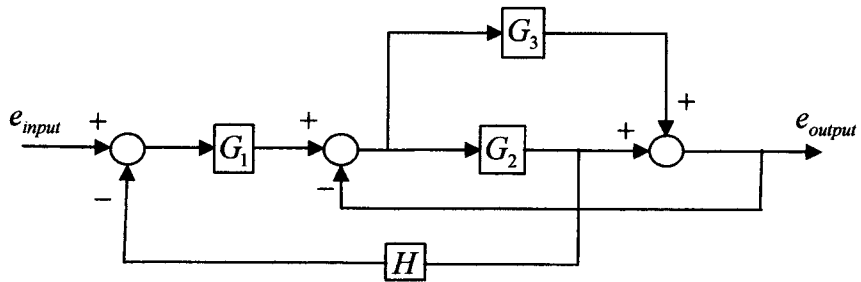 G₃
e_input + G₁ + G₂ + + e_output
− −
H